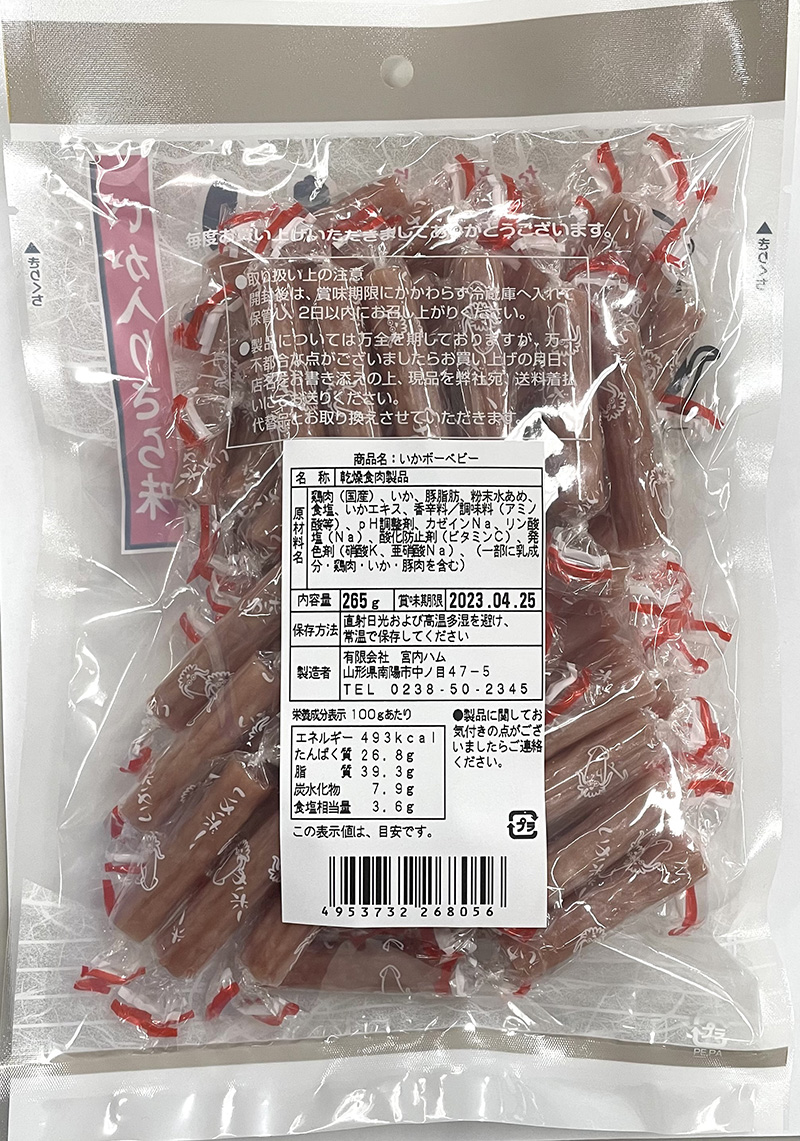 ▲きりくち
▲きりくち
いか入りさら味
毎度お買い上げいただきましてありがとうございます。
●取り扱い上の注意
開封後は、賞味期限にかかわらず冷蔵庫へ入れて
保管い、2日以内にお召し上がりください。
●製品については万全を期しておりますが、万一
不都合な点がございましたらお買い上げの月日、
店名をお書き添えの上、現品を弊社宛、送料着払
いにてお送りください。
代替品とお取り換えさせていただきます。
商品名:いかボーベビー
名 称 乾燥食肉製品
原材料名
鶏肉(国産)、いか、豚脂肪、粉末水あめ、
食塩、いかエキス、香辛料/調味料(アミノ
酸等)、pH調整剤、カゼインNa、リン酸
塩(Na)、酸化防止剤(ビタミンC)、発
色剤(硝酸K、亜硝酸Na)、(一部に乳成
分・鶏肉・いか・豚肉を含む)
内容量 265g 賞味期限 2023.04.25
保存方法 直射日光および高温多湿を避け、
常温で保存してください
製造者 有限会社 宮内ハム
山形県南陽市中ノ目47-5
TEL 0238-50-2345
栄養成分表示 100gあたり
エネルギー 493kcal
たんぱく質 26.8g
脂 質 39.3g
炭水化物 7.9g
食塩相当量 3.6g
この表示値は、目安です。
●製品に関してお
気付きの点がござ
いましたらご連絡
ください。
プラ
4953732 268056
プラ
PE,PA